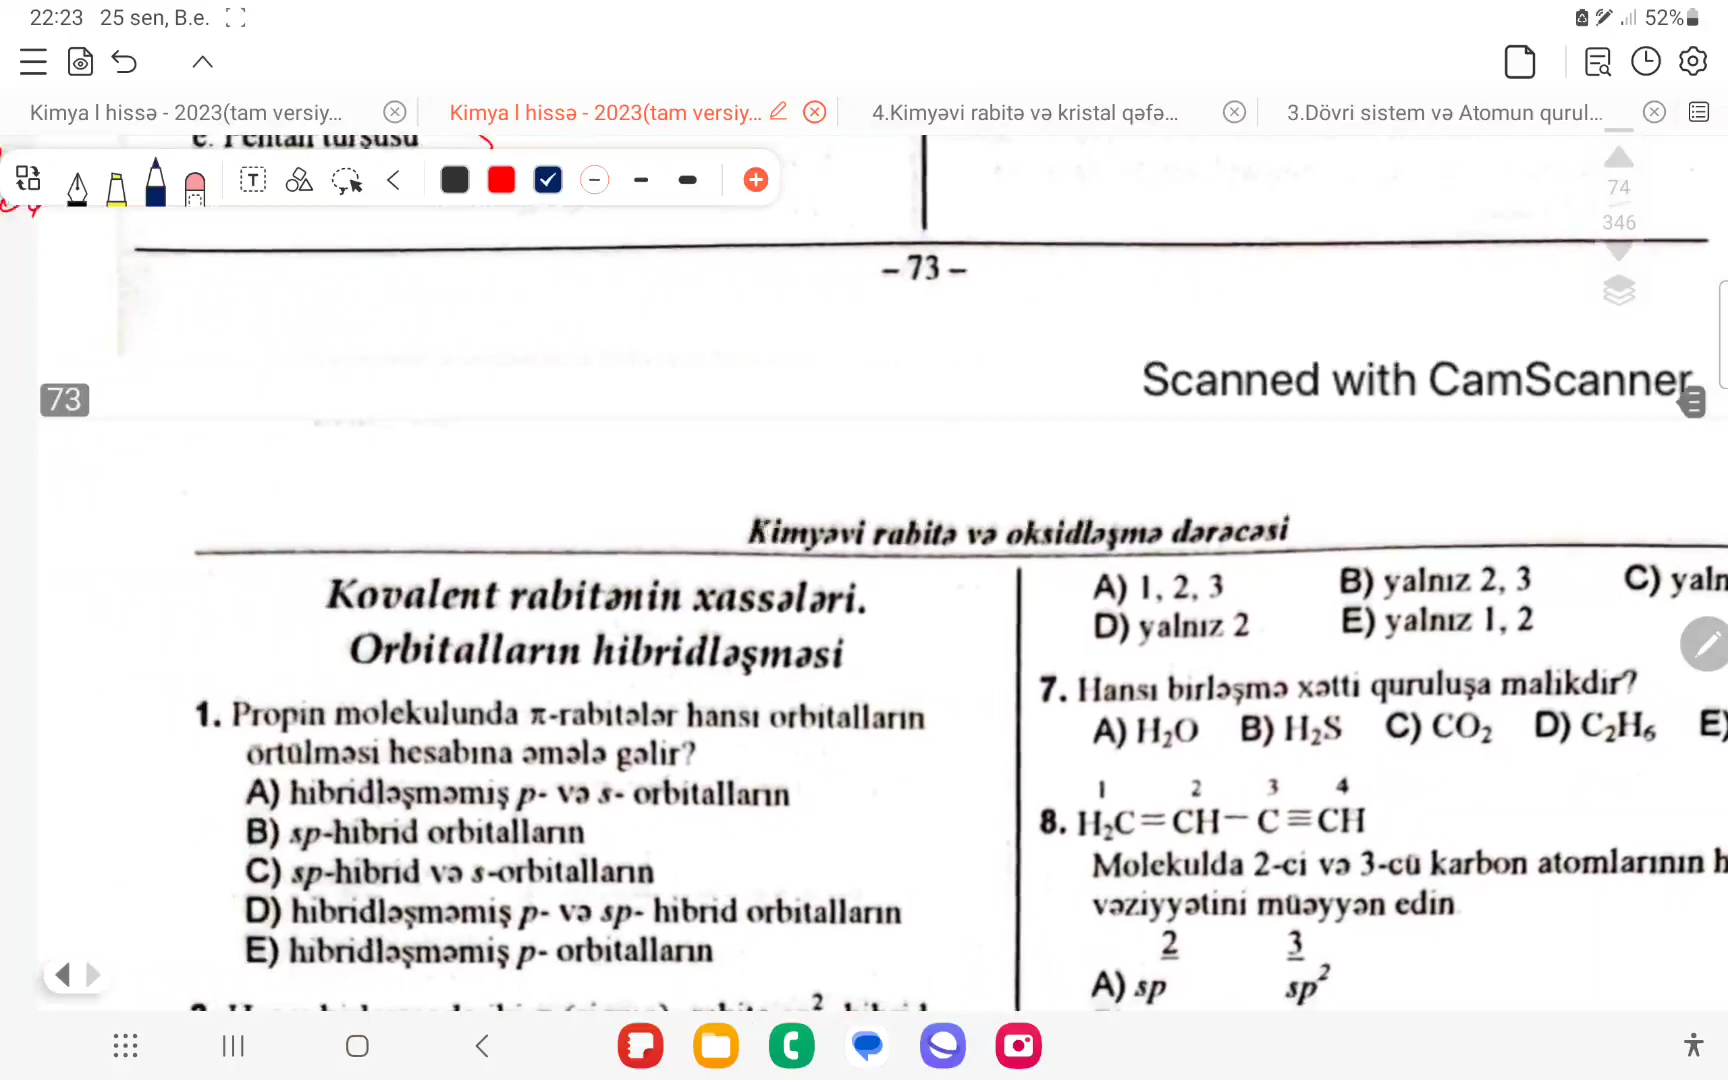 22:23 25 sen, B.e.
52%
Kimya I hissə - 2023(tam versiy...
Kimya I hissə - 2023(tam versiy...
4.Kimyəvi rabitə və kristal qəfə...
3.Dövri sistem və Atomun qurul...
e. Pentan turşusu
T
74
346
– 73 –
Scanned with CamScanner
73
Kimyəvi rabitə və oksidləşmə dərəcəsi
Kovalent rabitənin xassələri.
Orbitalların hibridləşməsi
1. Propin molekulunda π-rabitələr hansı orbitalların
örtülməsi hesabına əmələ gəlir?
A) hibridləşməmiş p- və s- orbitalların
B) sp-hibrid orbitalların
C) sp-hibrid və s-orbitalların
D) hibridləşməmiş p- və sp- hibrid orbitalların
E) hibridləşməmiş p- orbitalların
A) 1, 2, 3 B) yalnız 2, 3 C) yaln
D) yalnız 2 E) yalnız 1, 2
7. Hansı birləşmə xətti quruluşa malikdir?
A) H₂O B) H₂S C) CO₂ D) C₂H₆ E)
1 2 3 4
8. H₂C=CH–C≡CH
Molekulda 2-ci və 3-cü karbon atomlarının h
vəziyyətini müəyyən edin
2 3
A) sp sp²